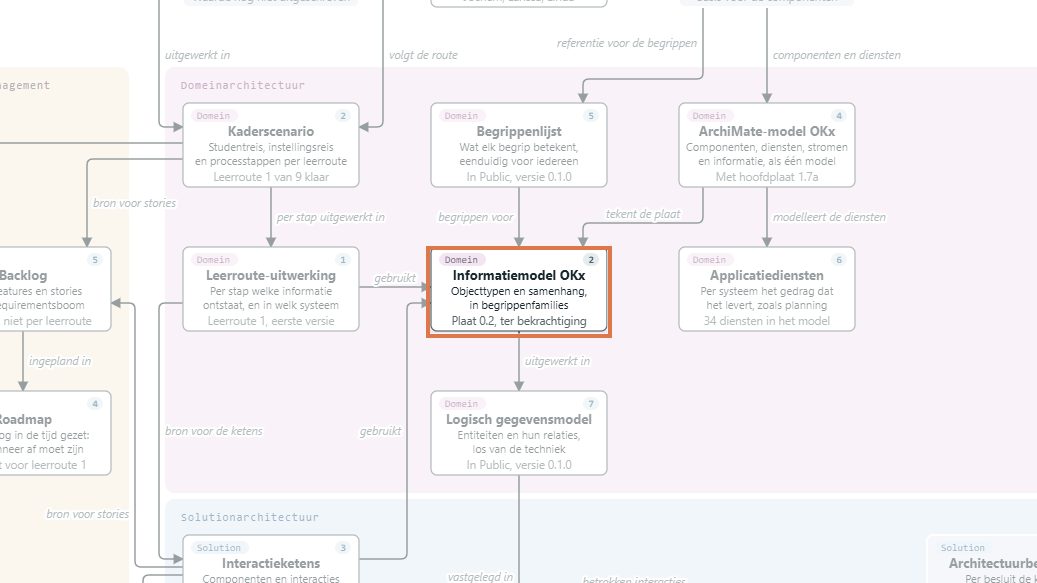 uitgewerkt in
volgt de route
referentie voor de begrippen
componenten en diensten
Domeinarchitectuur
Domein 2
Kaderscenario
Studentreis, instellingsreis
en processtappen per leerroute
Leerroute 1 van 9 klaar
Domein 5
Begrippenlijst
Wat elk begrip betekent,
eenduidig voor iedereen
In Public, versie 0.1.0
Domein 4
ArchiMate-model OKx
Componenten, diensten, stromen
en informatie, als één model
Met hoofdplaat 1.7a
bron voor stories
per stap uitgewerkt in
begrippen voor
tekent de plaat
modelleert de diensten
5
Backlog
requirementsboom
niet per leerroute
Domein 1
Leerroute-uitwerking
Per stap welke informatie
ontstaat, en in welk systeem
Leerroute 1, eerste versie
gebruikt
Domein 2
Informatiemodel OKx
Objecttypen en samenhang,
in begrippenfamilies
Plaat 0.2, ter bekrachtiging
Domein 6
Applicatiediensten
Per systeem het gedrag dat
het levert, zoals planning
34 diensten in het model
ingepland in
uitgewerkt in
4
Roadmap
in de tijd gezet:
af moet zijn
voor leerroute 1
bron voor de ketens
gebruikt
Domein 7
Logisch gegevensmodel
Entiteiten en hun relaties,
los van de techniek
In Public, versie 0.1.0
bron voor stories
Solutionarchitectuur
Solution 3
Interactieketens
Componenten en interacties
vastgelegd in
betrokken interacties
Solution
Per besluit de